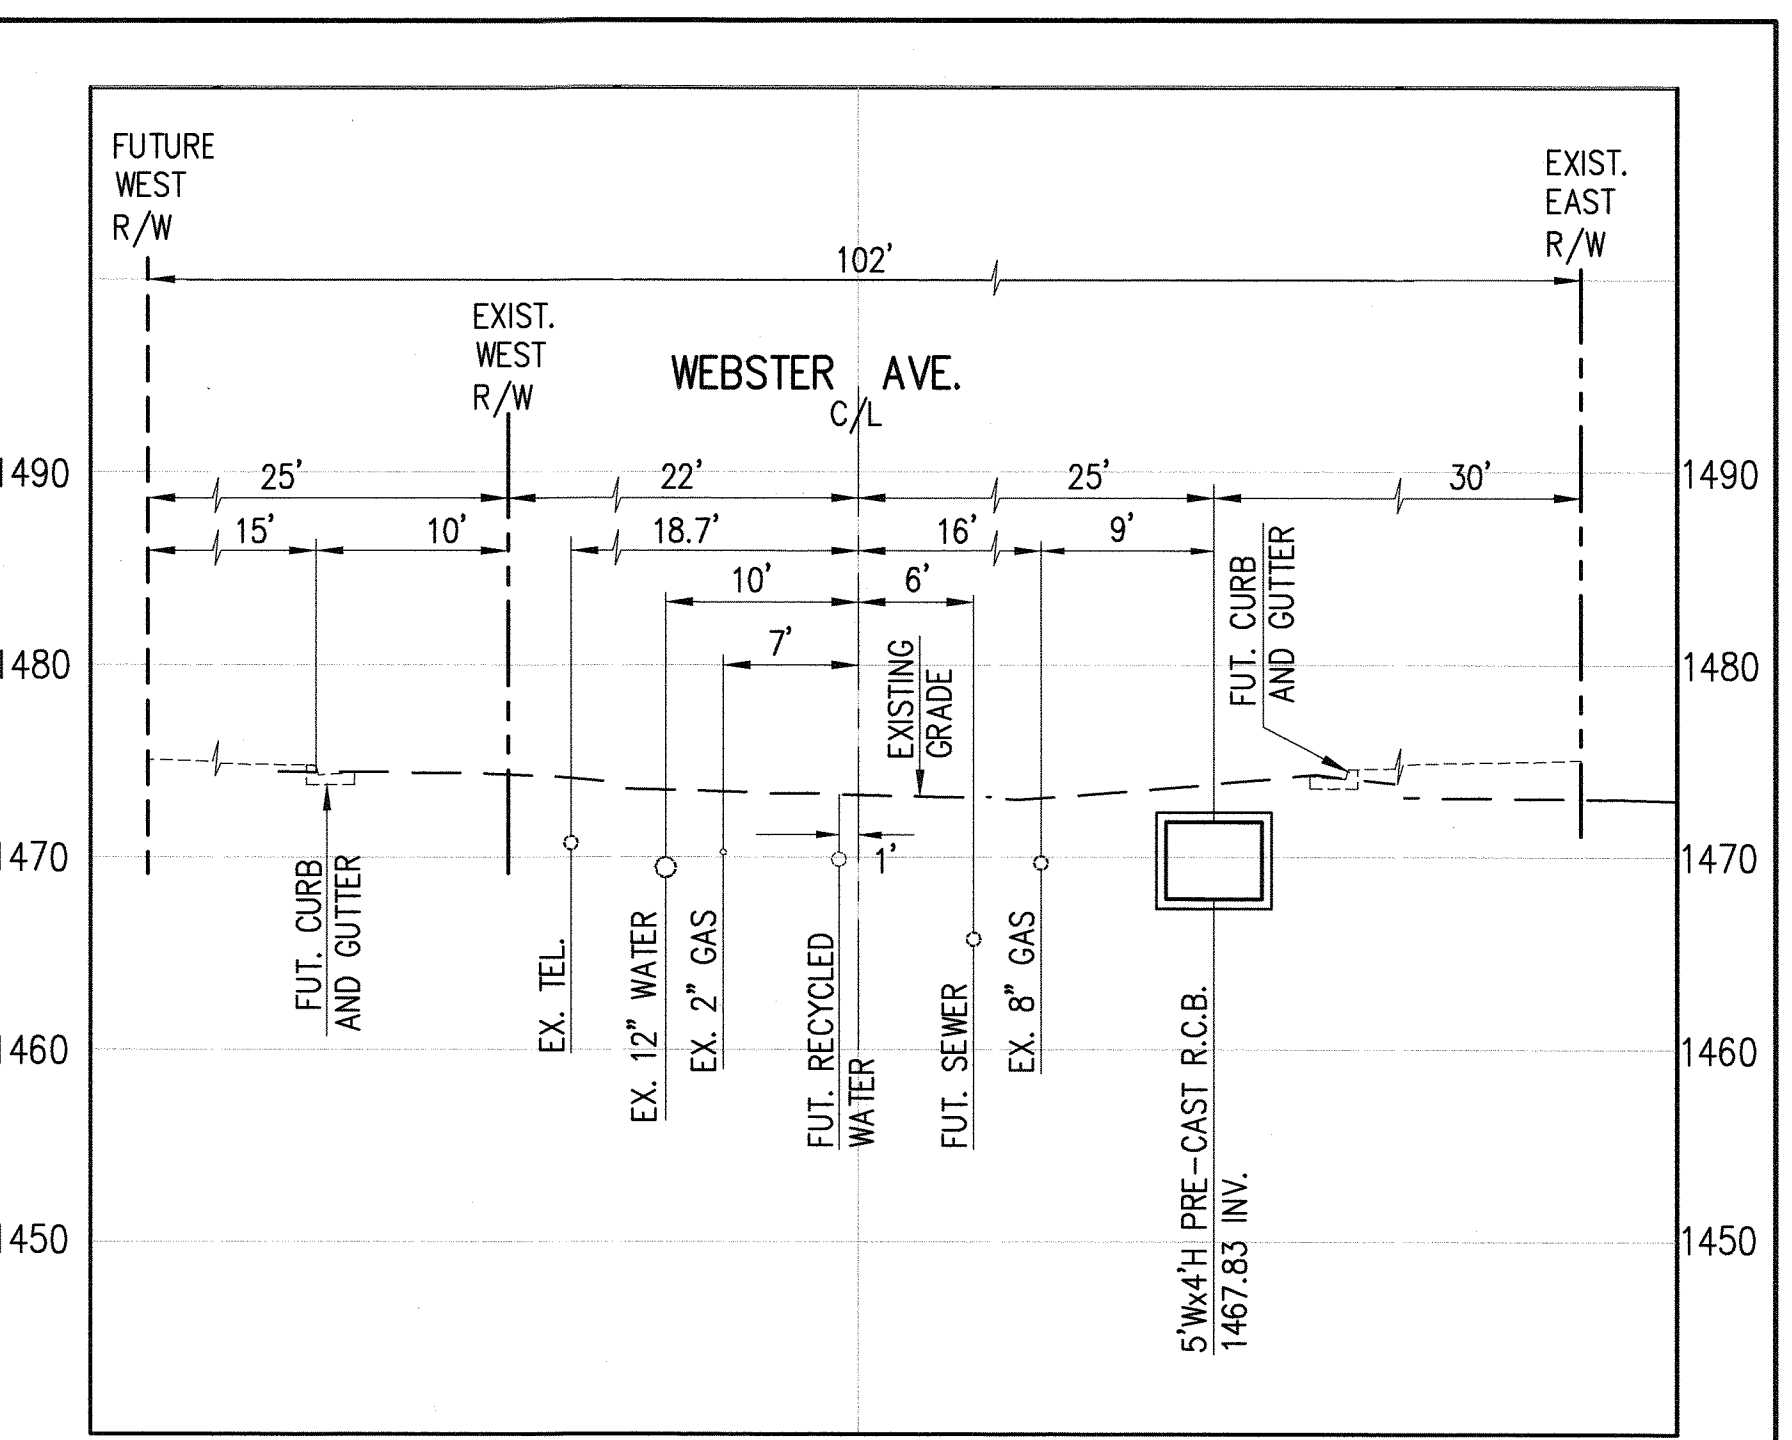 FUTURE
WEST
R/W
EXIST.
EAST
R/W
102'
EXIST.
WEST
R/W
WEBSTER AVE.
C/L
1490
25'
22'
25'
30'
1490
15'
10'
18.7'
16'
9'
10'
6'
7'
1480
1480
EXISTING
GRADE
FUT. CURB
AND GUTTER
1470
1'
1470
FUT. CURB
AND GUTTER
EX. TEL.
EX. 12" WATER
EX. 2" GAS
FUT. RECYCLED
WATER
FUT. SEWER
EX. 8" GAS
5'Wx4'H PRE-CAST R.C.B.
1467.83 INV.
1460
1460
1450
1450